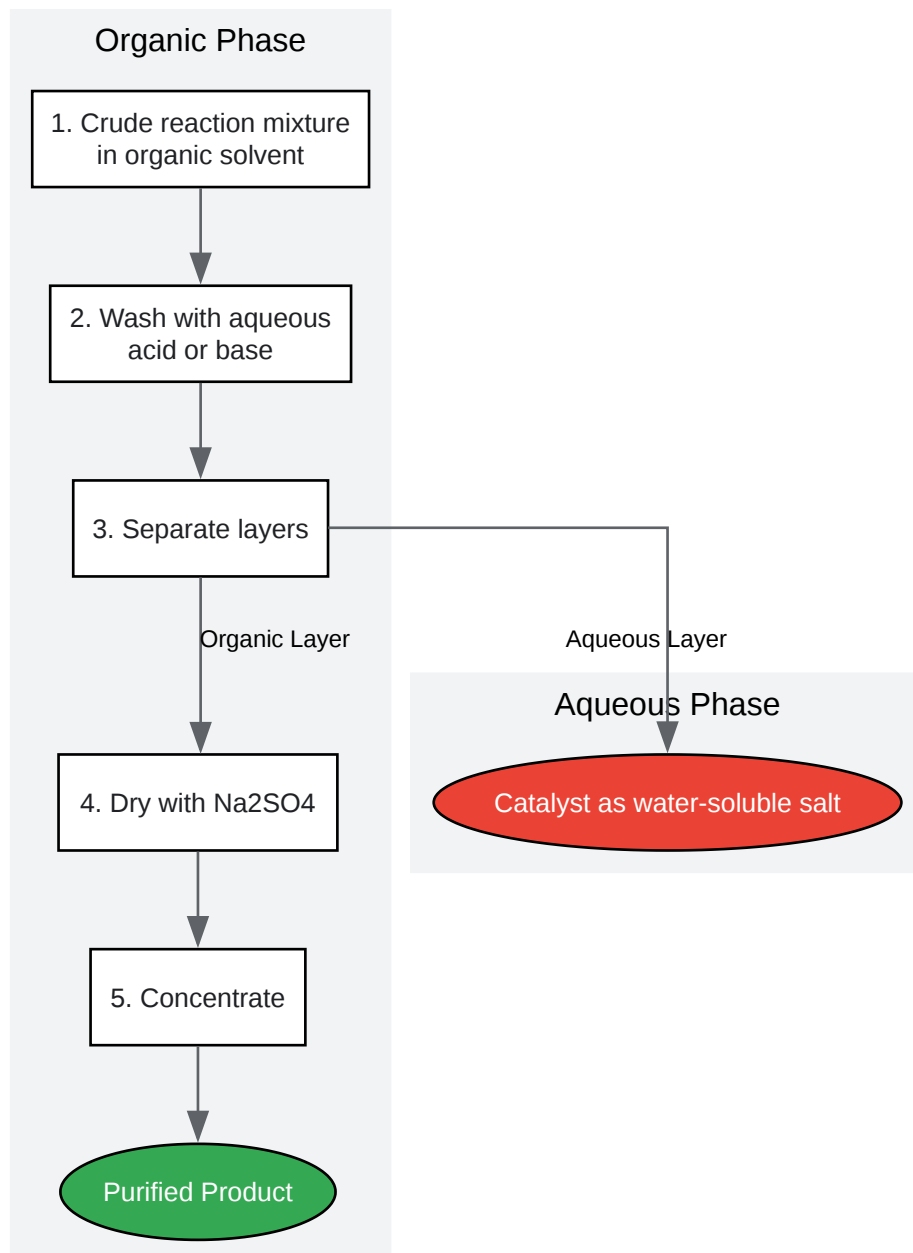 Organic Phase
1. Crude reaction mixture
in organic solvent
2. Wash with aqueous
acid or base
3. Separate layers
Organic Layer
Aqueous Layer
Aqueous Phase
4. Dry with Na2SO4
Catalyst as water-soluble salt
5. Concentrate
Purified Product